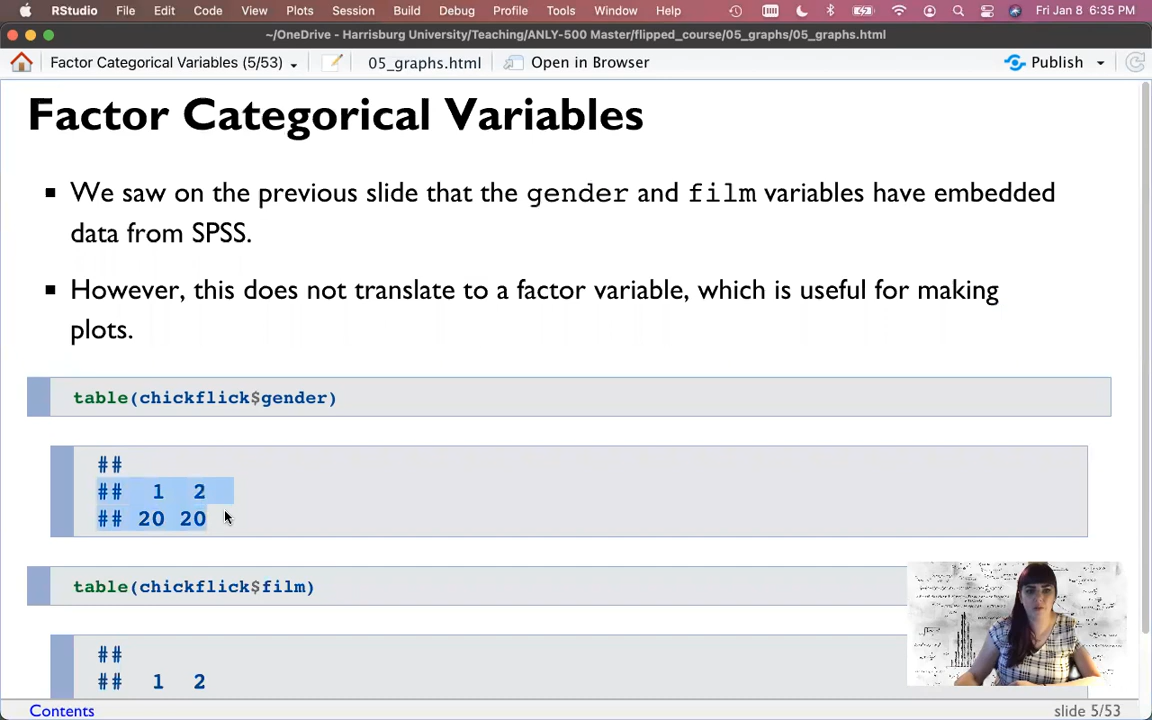 RStudio File Edit Code View Plots Session Build Debug Profile Tools Window Help Fri Jan 8 6:35 PM
~/OneDrive - Harrisburg University/Teaching/ANLY-500 Master/flipped_course/05_graphs/05_graphs.html
Factor Categorical Variables (5/53) 05_graphs.html Open in Browser Publish
Factor Categorical Variables
We saw on the previous slide that the gender and film variables have embedded
data from SPSS.
However, this does not translate to a factor variable, which is useful for making
plots.
table(chickflick$gender)
##
## 1 2
## 20 20
table(chickflick$film)
##
## 1 2
Contents slide 5/53